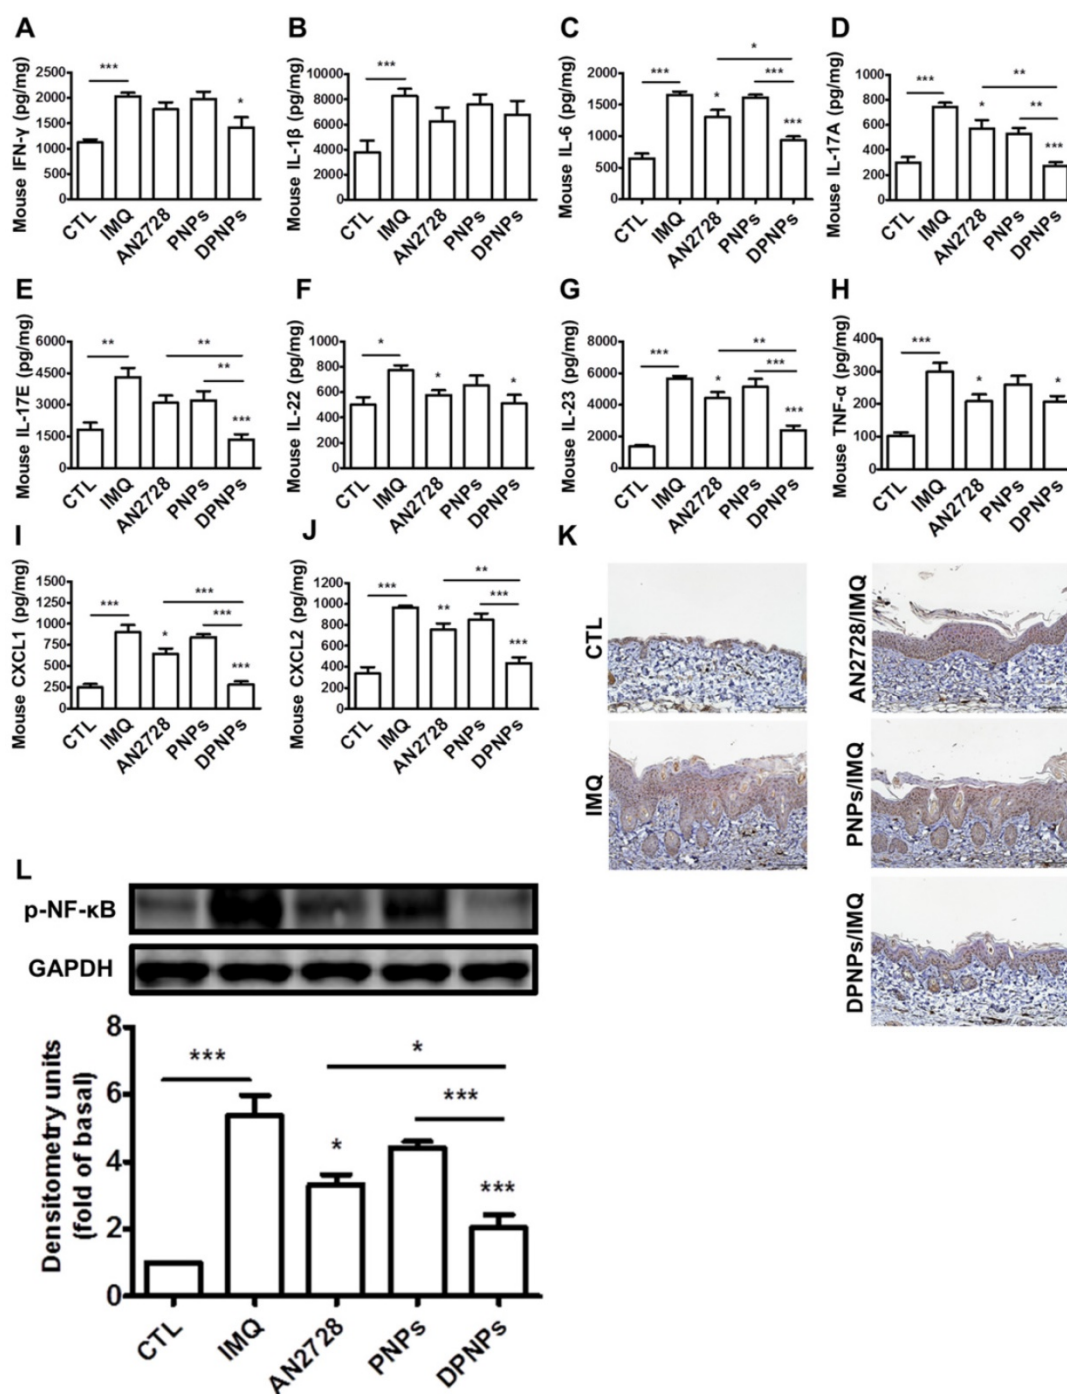 A
Mouse IFN-γ (pg/mg)
2500
2000
1500
1000
500
0
***
*
CTL
IMQ
AN2728
PNPs
DPNPs
B
Mouse IL-1β (pg/mg)
10000
8000
6000
4000
2000
0
***
CTL
IMQ
AN2728
PNPs
DPNPs
C
Mouse IL-6 (pg/mg)
2000
1500
1000
500
0
*
***
***
*
***
CTL
IMQ
AN2728
PNPs
DPNPs
D
Mouse IL-17A (pg/mg)
1000
800
600
400
200
0
**
***
*
**
***
CTL
IMQ
AN2728
PNPs
DPNPs
E
Mouse IL-17E (pg/mg)
6000
4500
3000
1500
0
**
**
**
***
CTL
IMQ
AN2728
PNPs
DPNPs
F
Mouse IL-22 (pg/mg)
1000
800
600
400
200
0
*
*
*
CTL
IMQ
AN2728
PNPs
DPNPs
G
Mouse IL-23 (pg/mg)
8000
6000
4000
2000
0
**
***
***
*
***
CTL
IMQ
AN2728
PNPs
DPNPs
H
Mouse TNF-α (pg/mg)
400
300
200
100
0
***
*
*
CTL
IMQ
AN2728
PNPs
DPNPs
I
Mouse CXCL1 (pg/mg)
1500
1250
1000
750
500
250
0
***
***
***
*
***
CTL
IMQ
AN2728
PNPs
DPNPs
J
Mouse CXCL2 (pg/mg)
1200
1000
800
600
400
200
0
**
***
***
**
***
CTL
IMQ
AN2728
PNPs
DPNPs
K
CTL
AN2728/IMQ
IMQ
PNPs/IMQ
DPNPs/IMQ
L
p-NF-κB
GAPDH
Densitometry units
(fold of basal)
8
6
4
2
0
***
*
***
*
***
CTL
IMQ
AN2728
PNPs
DPNPs